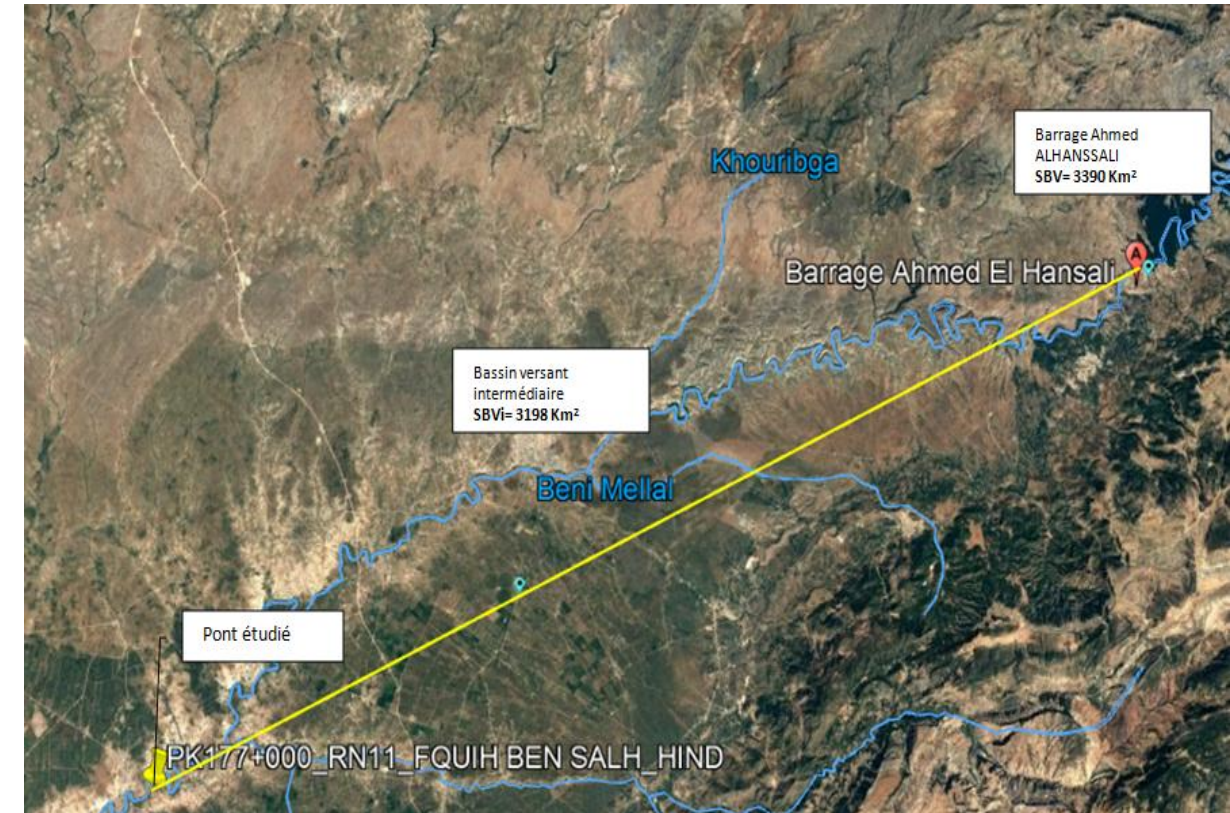 Khouribga
Barrage Ahmed
ALHANSSALI
SBV= 3390 Km²
Barrage Ahmed El Hansali
A
Bassin versant
intermédiaire
SBVi= 3198 Km²
Beni Mellal
Pont étudié
PK177+000_RN11_FQUIH BEN SALH_HIND